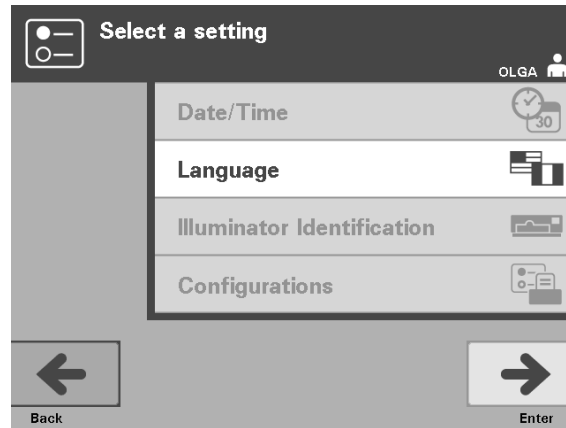 Select a setting
OLGA
Date/Time
30
Language
Illuminator Identification
Configurations
Back
Enter